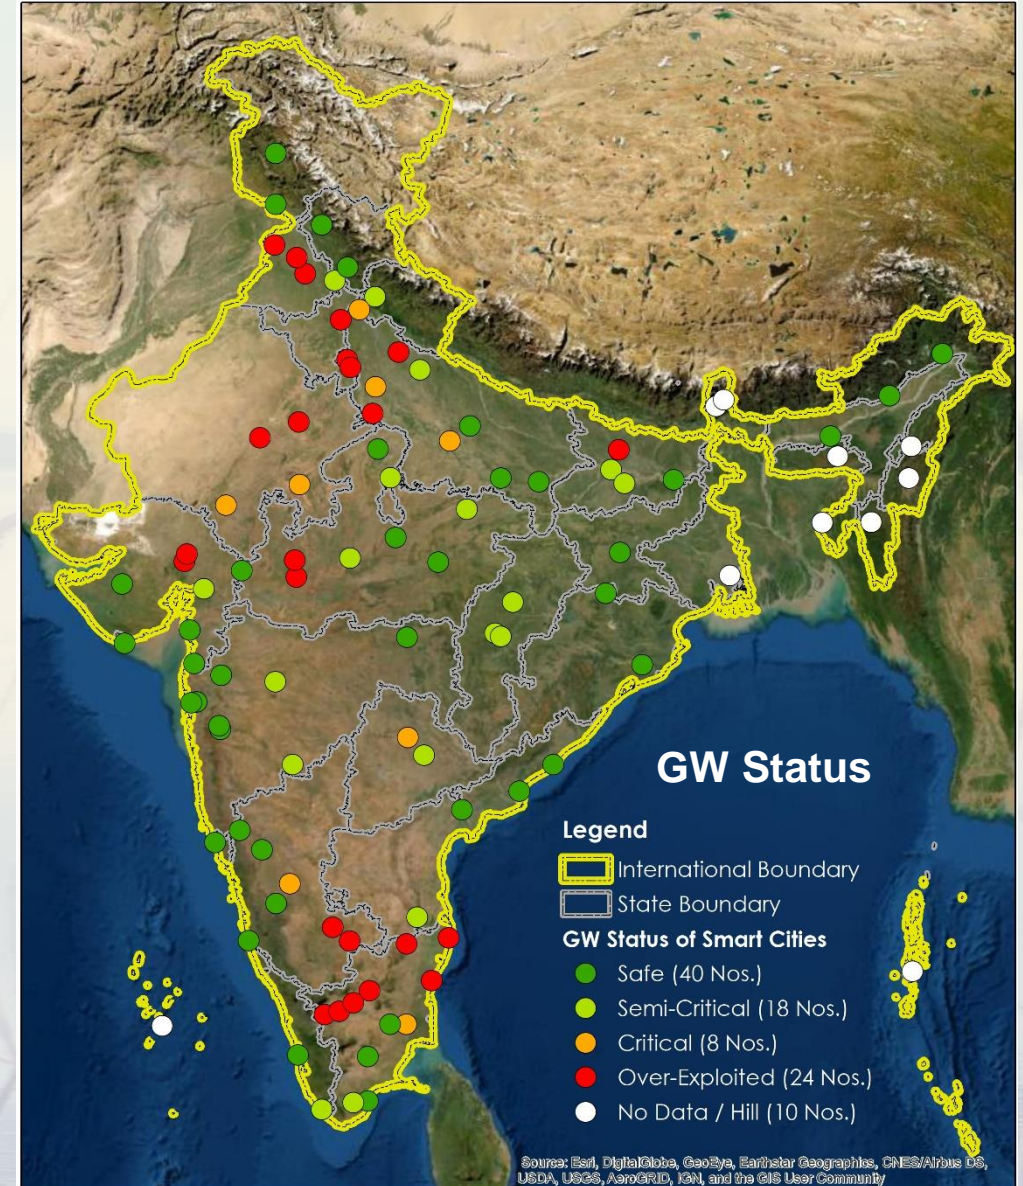 GW Status
Legend
International Boundary
State Boundary
GW Status of Smart Cities
Safe (40 Nos.)
Semi-Critical (18 Nos.)
Critical (8 Nos.)
Over-Exploited (24 Nos.)
No Data / Hill (10 Nos.)
Source: Esri, DigitalGlobe, GeoEye, Earthstar Geographics, CNES/Airbus DS,
USDA, USGS, AeroGRID, IGN, and the GIS User Community